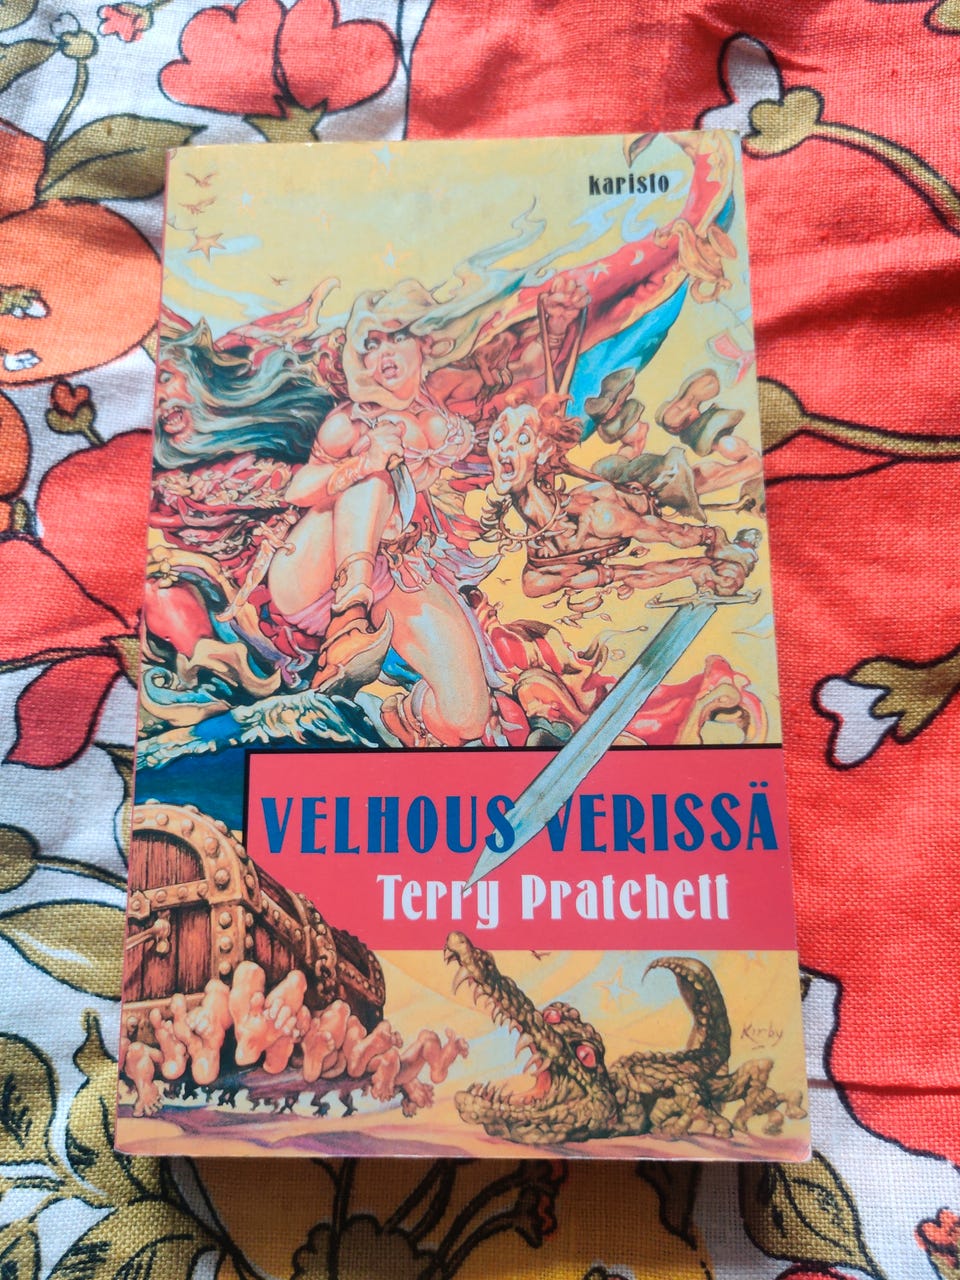 karisto
VELHOUS VERISSÄ
Terry Pratchett
Kirby